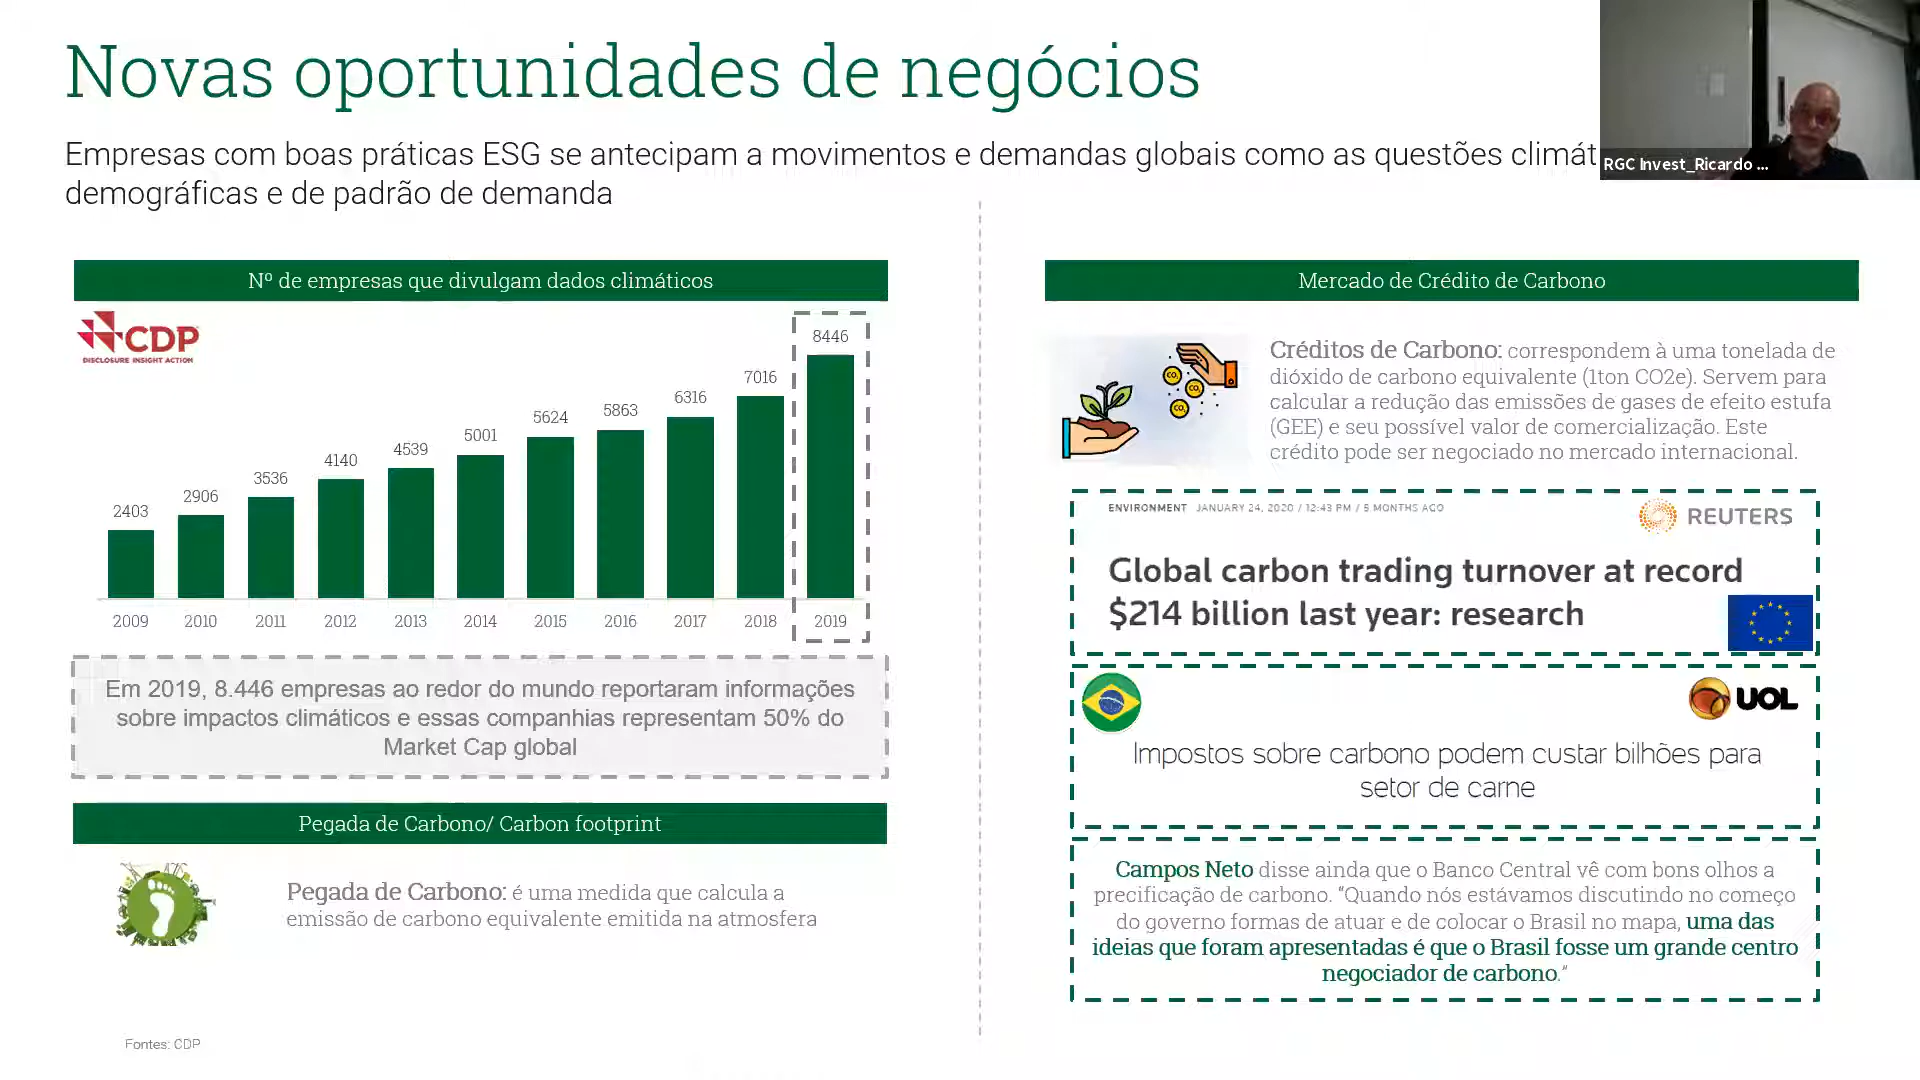 Novas oportunidades de negócios
Empresas com boas práticas ESG se antecipam a movimentos e demandas globais como as questões climát
demográficas e de padrão de demanda
RGC Invest_Ricardo ...
Nº de empresas que divulgam dados climáticos
CDP
DISCLOSURE INSIGHT ACTION
2403
2906
3536
4140
4539
5001
5624
5863
6316
7016
8446
2009 2010 2011 2012 2013 2014 2015 2016 2017 2018 2019
Em 2019, 8.446 empresas ao redor do mundo reportaram informações
sobre impactos climáticos e essas companhias representam 50% do
Market Cap global
Pegada de Carbono/ Carbon footprint
Pegada de Carbono: é uma medida que calcula a
emissão de carbono equivalente emitida na atmosfera
Fontes: CDP
Mercado de Crédito de Carbono
CO₂
CO₂
CO₂
Créditos de Carbono: correspondem à uma tonelada de
dióxido de carbono equivalente (1ton CO2e). Servem para
calcular a redução das emissões de gases de efeito estufa
(GEE) e seu possível valor de comercialização. Este
crédito pode ser negociado no mercado internacional.
ENVIRONMENT JANUARY 24, 2020 / 12:43 PM / 5 MONTHS AGO
REUTERS
Global carbon trading turnover at record
$214 billion last year: research
UOL
Impostos sobre carbono podem custar bilhões para
setor de carne
Campos Neto disse ainda que o Banco Central vê com bons olhos a
precificação de carbono. “Quando nós estávamos discutindo no começo
do governo formas de atuar e de colocar o Brasil no mapa, uma das
ideias que foram apresentadas é que o Brasil fosse um grande centro
negociador de carbono.”